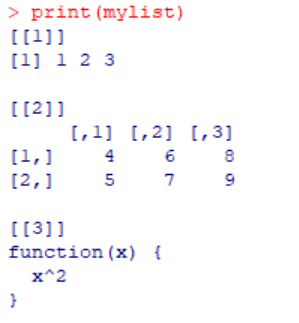 > print(mylist)
[[1]]
[1] 1 2 3
[[2]]
     [,1] [,2] [,3]
[1,]    4    6    8
[2,]    5    7    9
[[3]]
function(x) {
  x^2
}